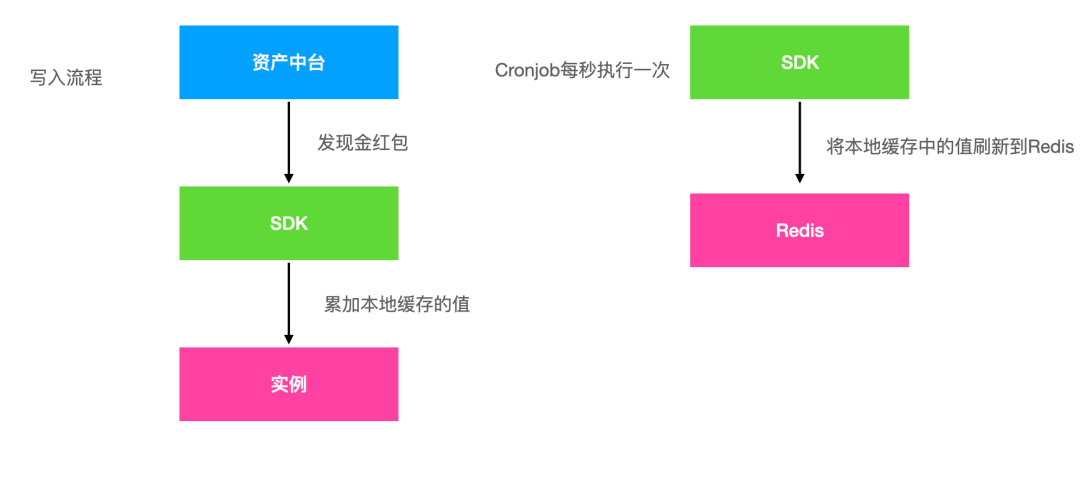 写入流程
资产中台
发现金红包
SDK
累加本地缓存的值
实例
Cronjob每秒执行一次
SDK
将本地缓存中的值刷新到Redis
Redis